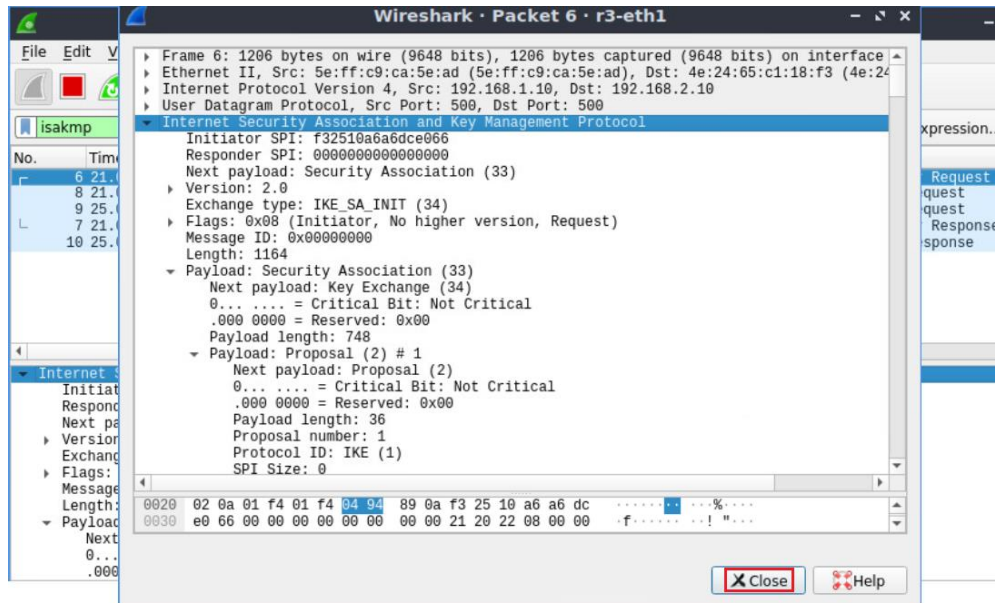 Wireshark · Packet 6 · r3-eth1
File Edit V
isakmp
xpression..
No. Time
6 21.0 Request
8 21.0 quest
9 25.0 quest
7 21.0 Response
10 25.0 sponse
Frame 6: 1206 bytes on wire (9648 bits), 1206 bytes captured (9648 bits) on interface
Ethernet II, Src: 5e:ff:c9:ca:5e:ad (5e:ff:c9:ca:5e:ad), Dst: 4e:24:65:c1:18:f3 (4e:24
Internet Protocol Version 4, Src: 192.168.1.10, Dst: 192.168.2.10
User Datagram Protocol, Src Port: 500, Dst Port: 500
Internet Security Association and Key Management Protocol
Initiator SPI: f32510a6a6dce066
Responder SPI: 0000000000000000
Next payload: Security Association (33)
Version: 2.0
Exchange type: IKE_SA_INIT (34)
Flags: 0x08 (Initiator, No higher version, Request)
Message ID: 0x00000000
Length: 1164
Payload: Security Association (33)
Next payload: Key Exchange (34)
0... .... = Critical Bit: Not Critical
.000 0000 = Reserved: 0x00
Payload length: 748
Payload: Proposal (2) # 1
Next payload: Proposal (2)
0... .... = Critical Bit: Not Critical
.000 0000 = Reserved: 0x00
Payload length: 36
Proposal number: 1
Protocol ID: IKE (1)
SPI Size: 0
Internet S
Initiat
Respond
Next pa
Version
Exchang
Flags:
Message
Length:
Payload
Next
0...
.000
0020 02 0a 01 f4 01 f4 04 94 89 0a f3 25 10 a6 a6 dc ········ ···%····
0030 e0 66 00 00 00 00 00 00 00 00 21 20 22 08 00 00 ·f······ ··! "···
Close Help